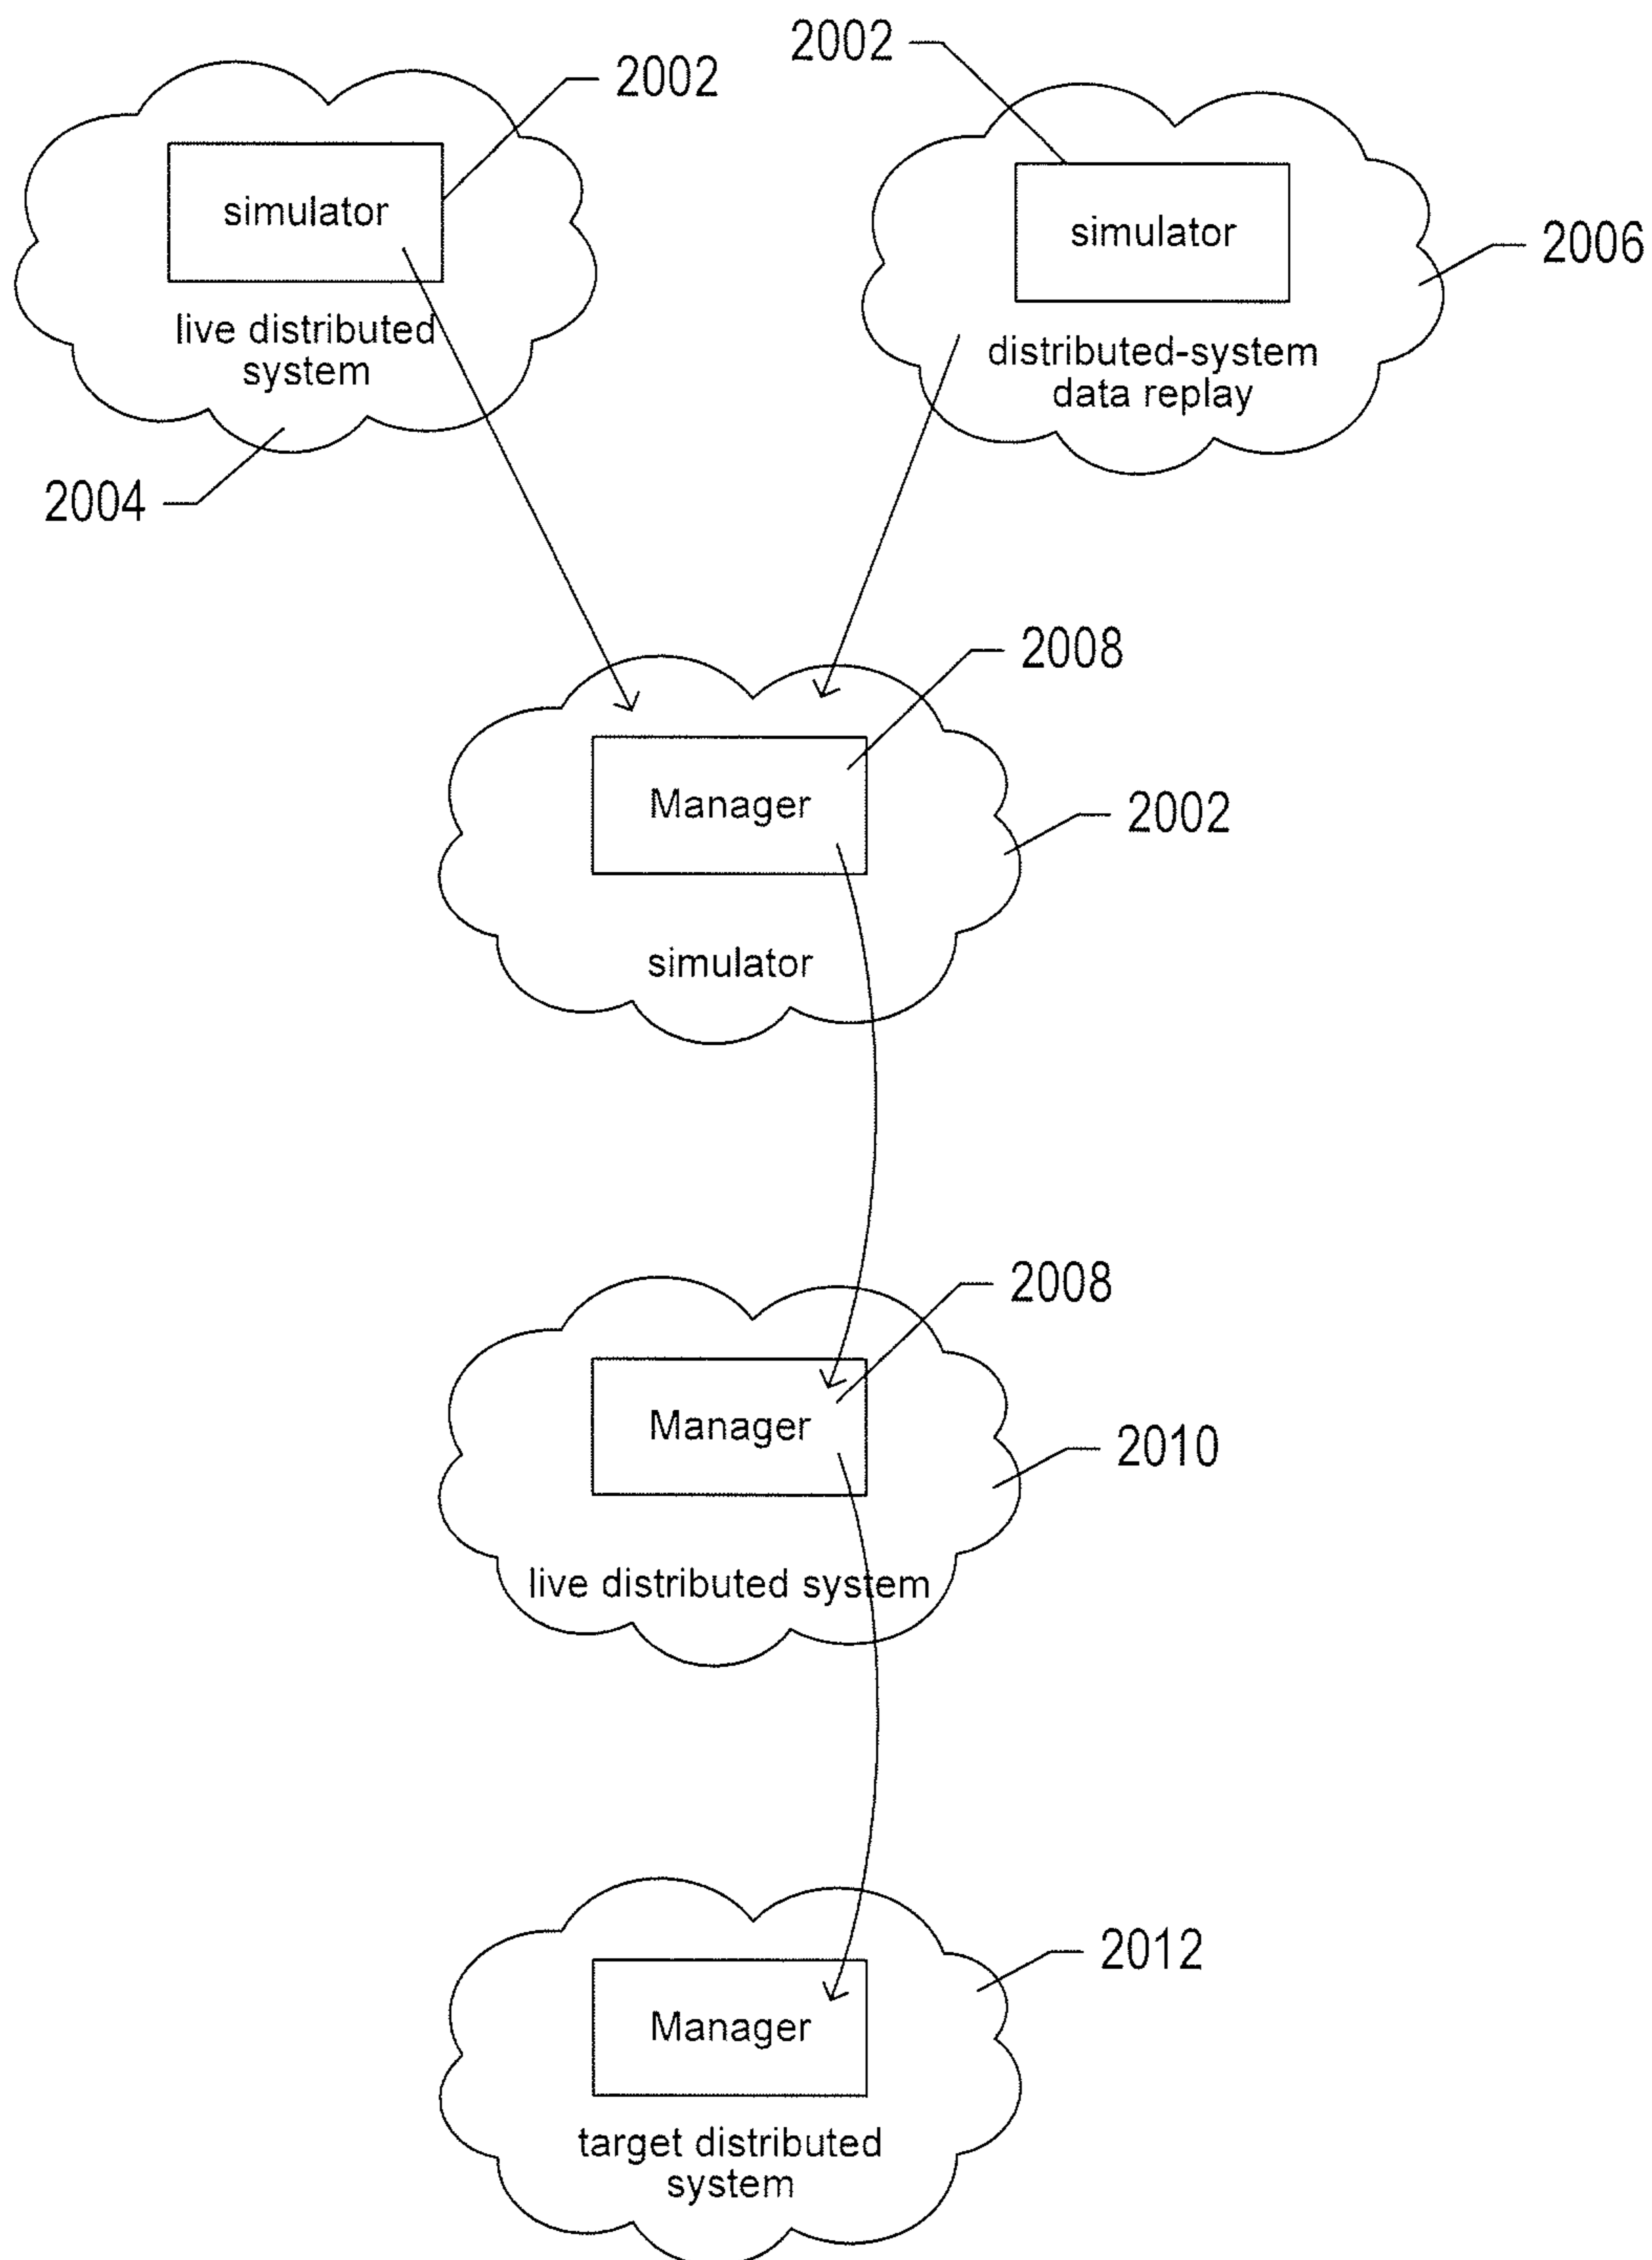 2002
2002
simulator
simulator
2006
live distributed
system
distributed-system
data replay
2004
2008
Manager
2002
simulator
2008
Manager
2010
live distributed system
2012
Manager
target distributed
system